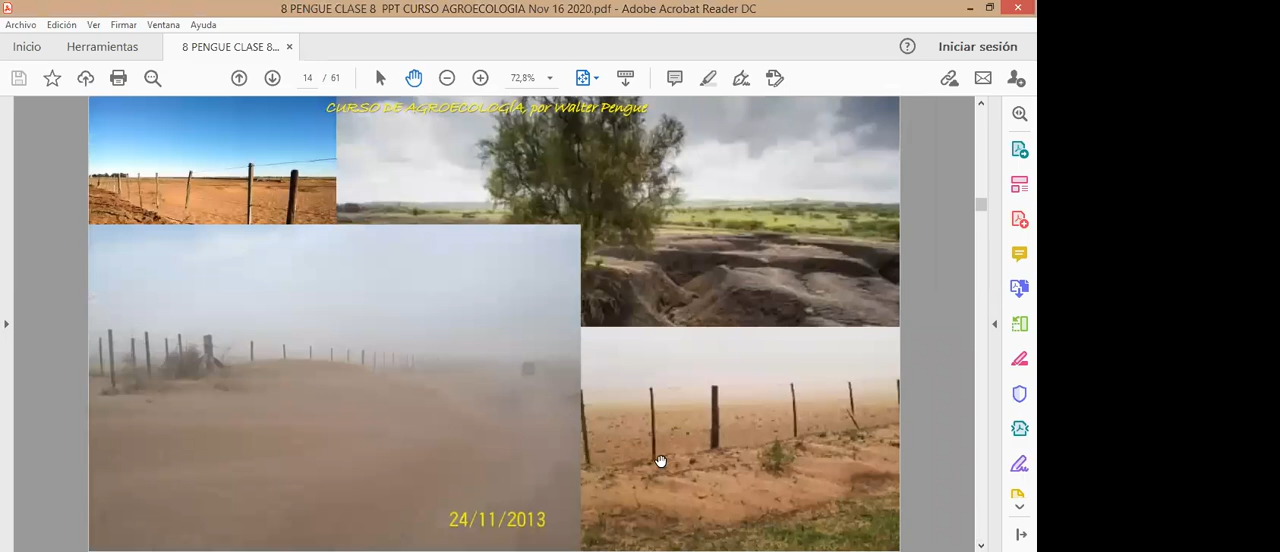 8 PENGUE CLASE 8 PPT CURSO AGROECOLOGIA Nov 16 2020.pdf - Adobe Acrobat Reader DC
Archivo Edición Ver Firmar Ventana Ayuda
Inicio Herramientas 8 PENGUE CLASE 8... × Iniciar sesión
14 / 61 72,8%
CURSO DE AGROECOLOGÍA, por Walter Pengue
24/11/2013